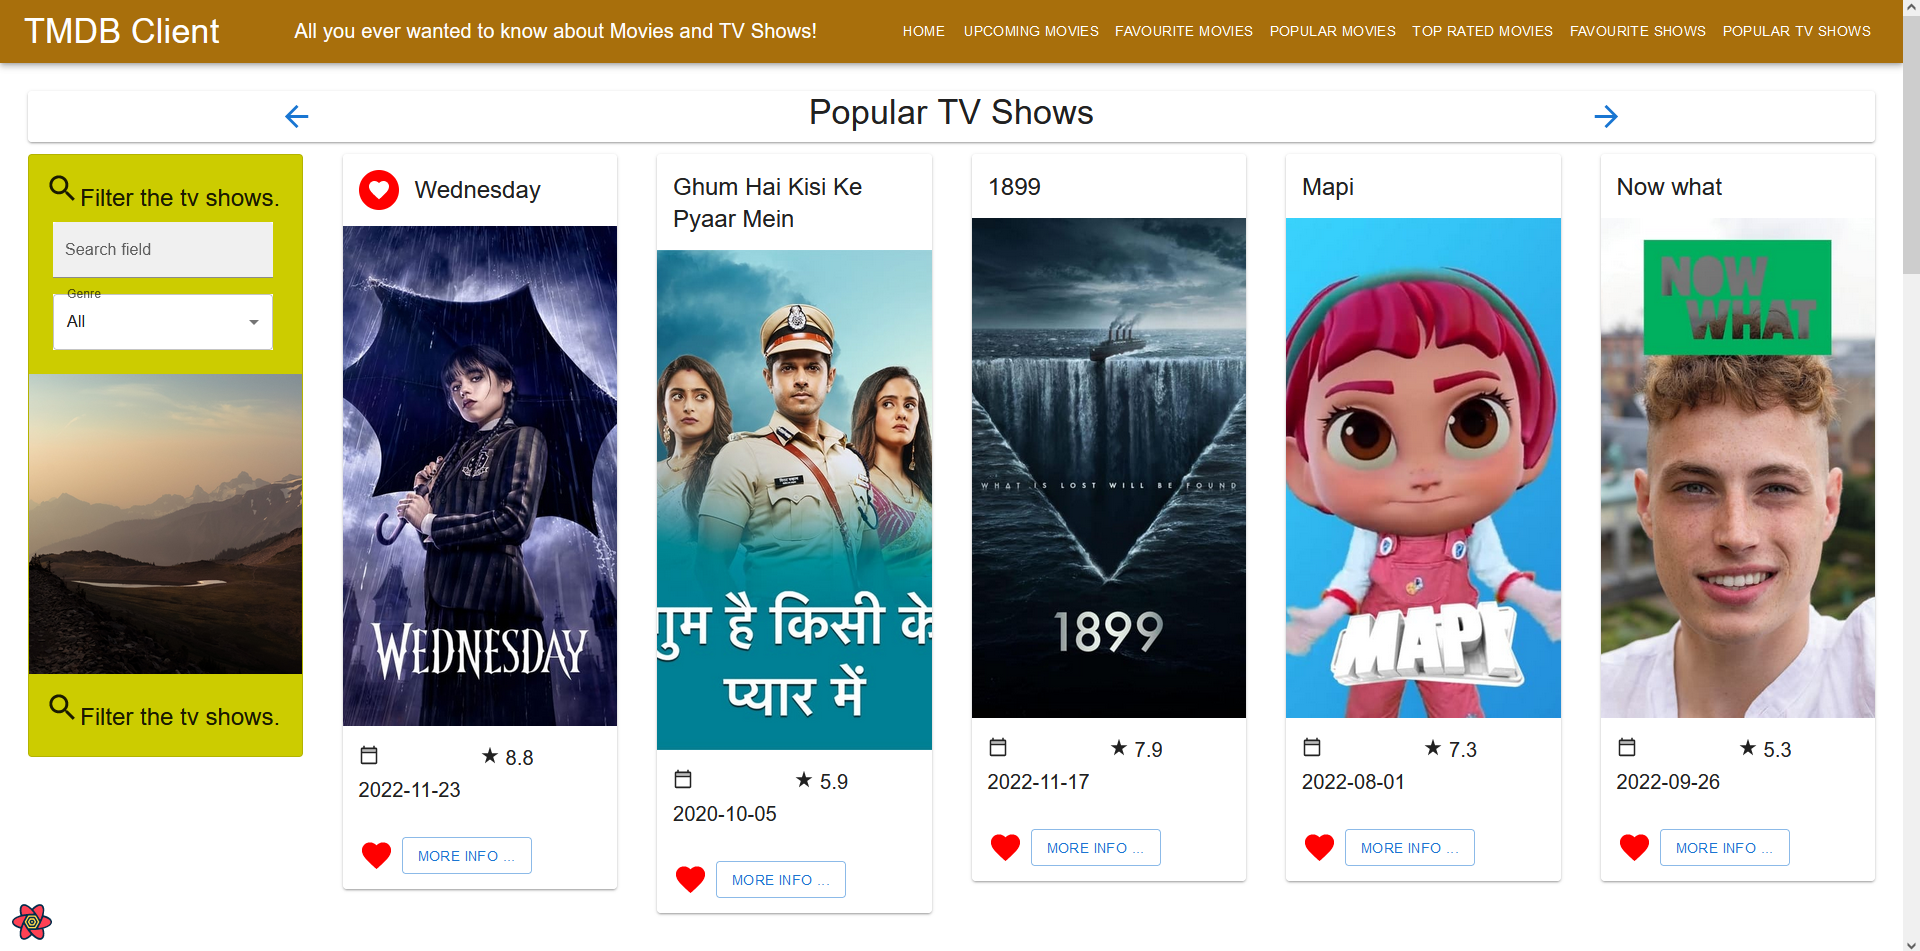 TMDB Client
All you ever wanted to know about Movies and TV Shows!
HOME UPCOMING MOVIES FAVOURITE MOVIES POPULAR MOVIES TOP RATED MOVIES FAVOURITE SHOWS POPULAR TV SHOWS
Popular TV Shows
Filter the tv shows.
Search field
Genre
All
Filter the tv shows.
Wednesday
WEDNESDAY
8.8
2022-11-23
MORE INFO ...
Ghum Hai Kisi Ke
Pyaar Mein
गुम है किसी के
प्यार में
5.9
2020-10-05
MORE INFO ...
1899
WHAT IS LOST WILL BE FOUND
1899
7.9
2022-11-17
MORE INFO ...
Mapi
MAPI
7.3
2022-08-01
MORE INFO ...
Now what
NOW
WHAT
5.3
2022-09-26
MORE INFO ...